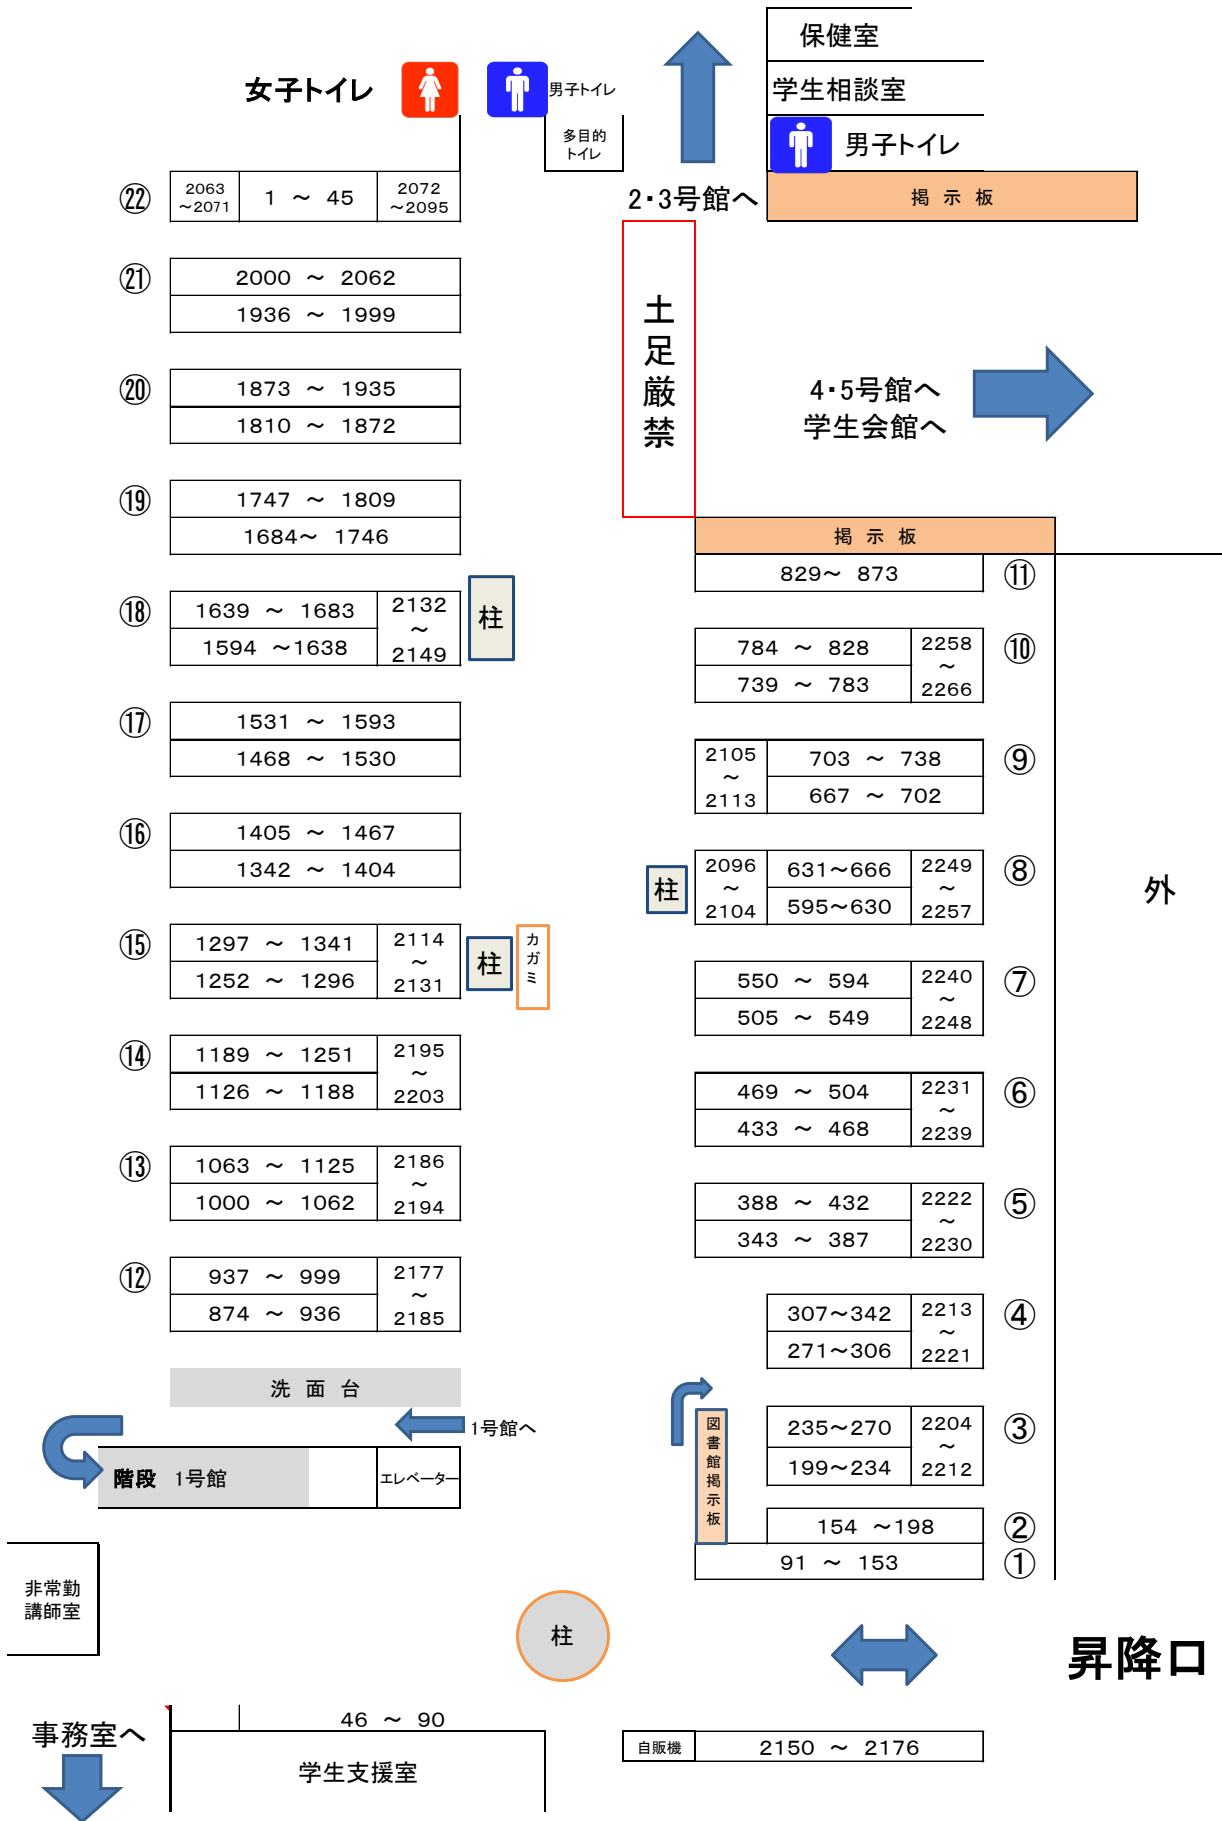 保健室
学生相談室
女子トイレ
男子トイレ
多目的
トイレ
男子トイレ
2・3号館へ
掲 示 板
㉒
2063
～2071
1 ～ 45
2072
～2095
㉑
2000 ～ 2062
1936 ～ 1999
土足厳禁
⑳
1873 ～ 1935
1810 ～ 1872
4・5号館へ
学生会館へ
⑲
1747 ～ 1809
1684～ 1746
掲 示 板
829～ 873
⑪
⑱
1639 ～ 1683
1594 ～1638
2132
～
2149
柱
784 ～ 828
739 ～ 783
2258
～
2266
⑩
⑰
1531 ～ 1593
1468 ～ 1530
2105
～
2113
703 ～ 738
667 ～ 702
⑨
⑯
1405 ～ 1467
1342 ～ 1404
柱
2096
～
2104
631～666
595～630
2249
～
2257
⑧
外
⑮
1297 ～ 1341
1252 ～ 1296
2114
～
2131
柱
カガミ
550 ～ 594
505 ～ 549
2240
～
2248
⑦
⑭
1189 ～ 1251
1126 ～ 1188
2195
～
2203
469 ～ 504
433 ～ 468
2231
～
2239
⑥
⑬
1063 ～ 1125
1000 ～ 1062
2186
～
2194
388 ～ 432
343 ～ 387
2222
～
2230
⑤
⑫
937 ～ 999
874 ～ 936
2177
～
2185
307～342
271～306
2213
～
2221
④
洗 面 台
1号館へ
図書館掲示板
235～270
199～234
2204
～
2212
③
階段 1号館
エレベーター
154 ～198
②
91 ～ 153
①
非常勤
講師室
柱
昇降口
事務室へ
46 ～ 90
学生支援室
自販機
2150 ～ 2176